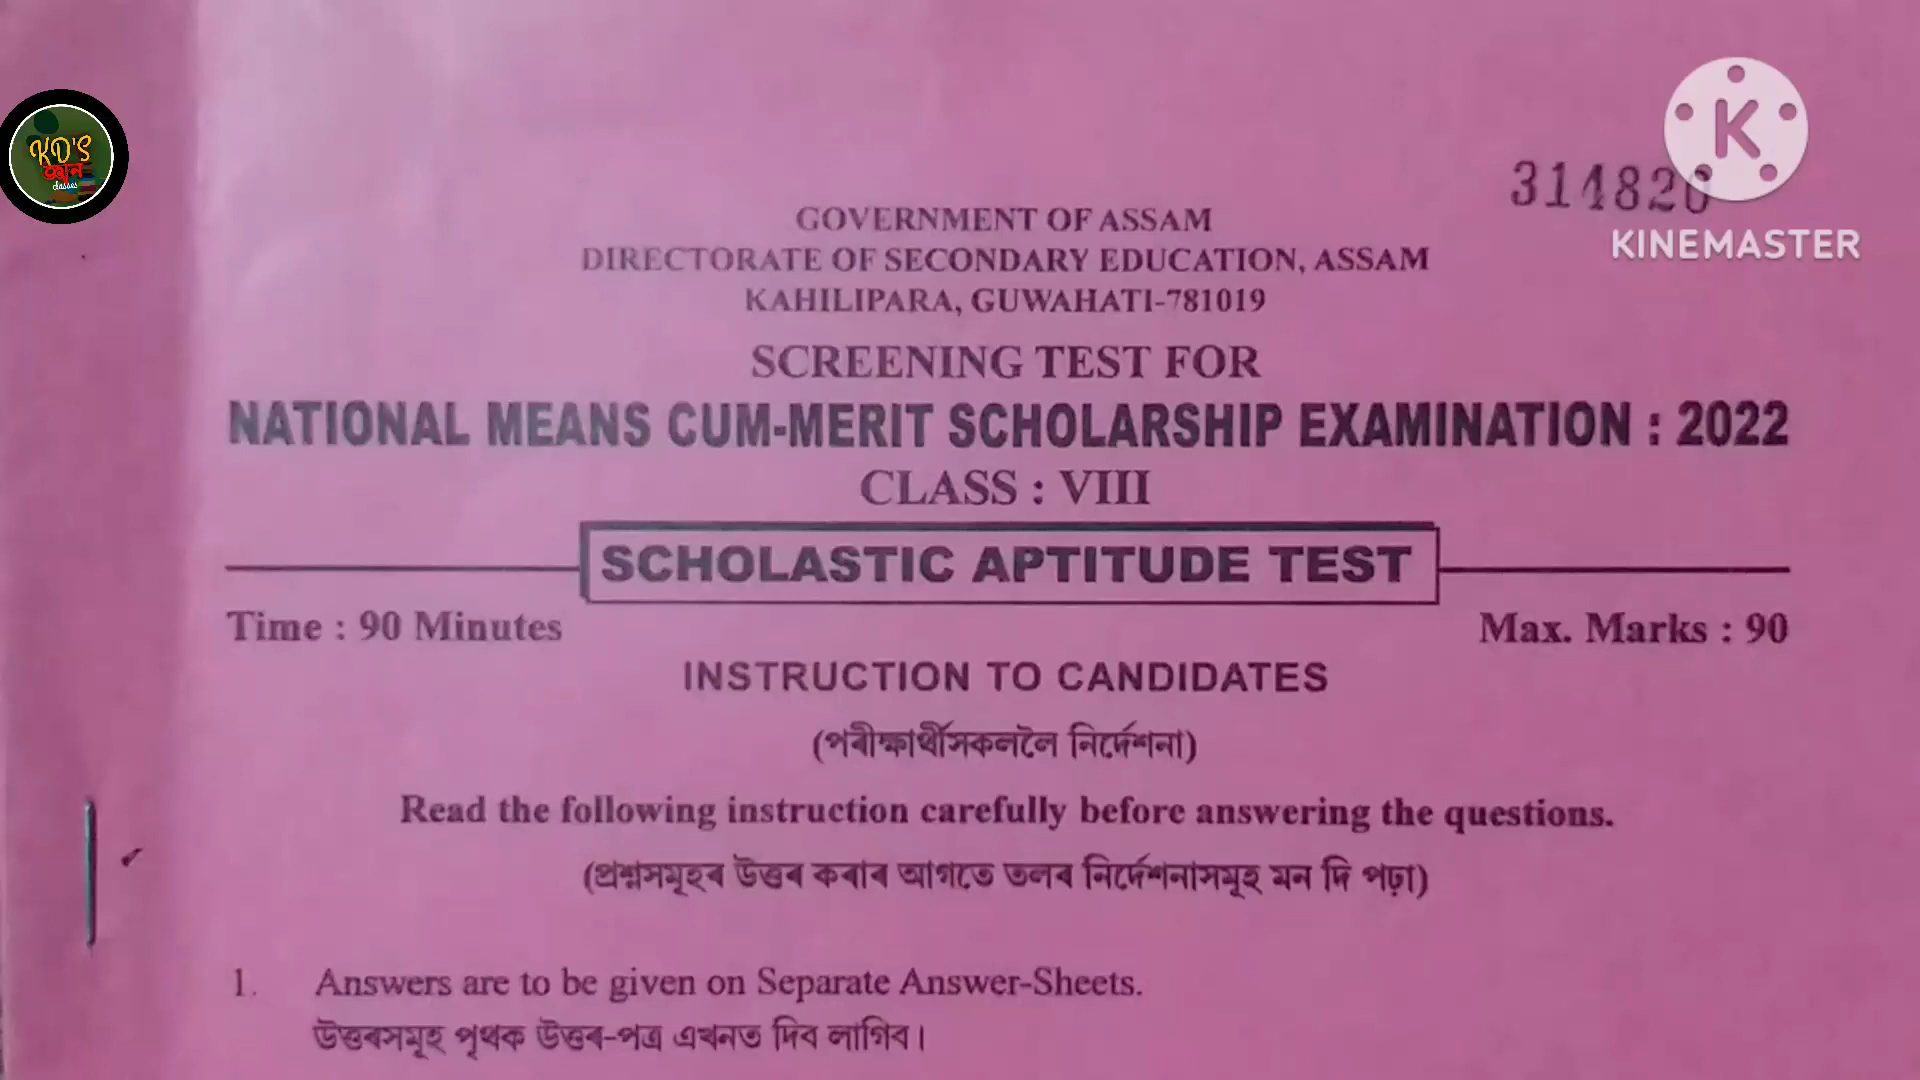 KD'S
জ্ঞান
classes
KINEMASTER
GOVERNMENT OF ASSAM
DIRECTORATE OF SECONDARY EDUCATION, ASSAM
KAHILIPARA, GUWAHATI-781019
SCREENING TEST FOR
NATIONAL MEANS CUM-MERIT SCHOLARSHIP EXAMINATION : 2022
CLASS : VIII
SCHOLASTIC APTITUDE TEST
Time : 90 Minutes
Max. Marks : 90
INSTRUCTION TO CANDIDATES
(পৰীক্ষাৰ্থীসকললৈ নিৰ্দেশনা)
Read the following instruction carefully before answering the questions.
(প্ৰশ্নসমূহৰ উত্তৰ কৰাৰ আগতে তলৰ নিৰ্দেশনাসমূহ মন দি পঢ়া)
1. Answers are to be given on Separate Answer-Sheets.
উত্তৰসমূহ পৃথক উত্তৰ-পত্ৰ এখনত দিব লাগিব।